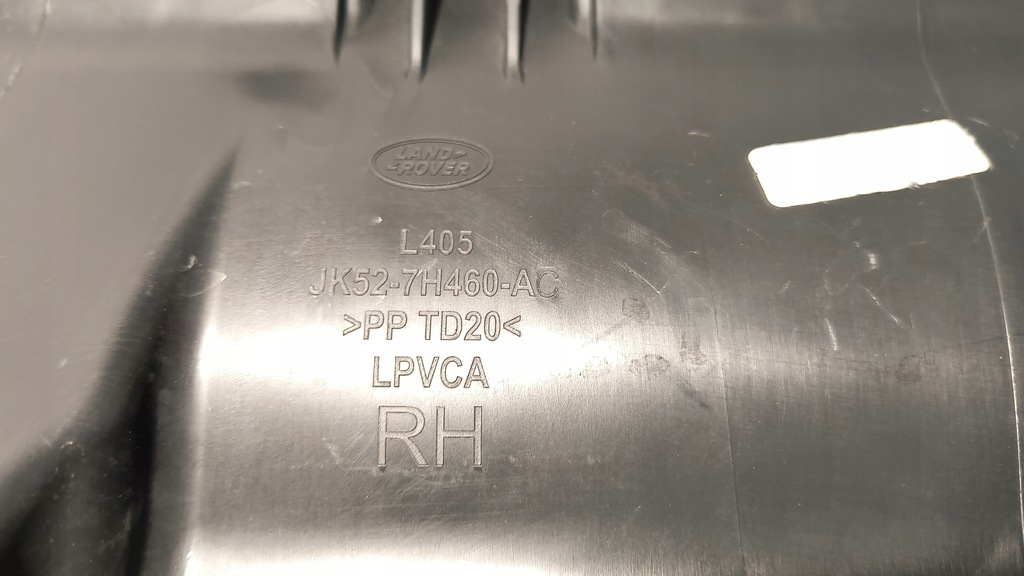 LAND
ROVER
L405
JK52-7H460-AC
>PP TD20<
LPVCA
RH